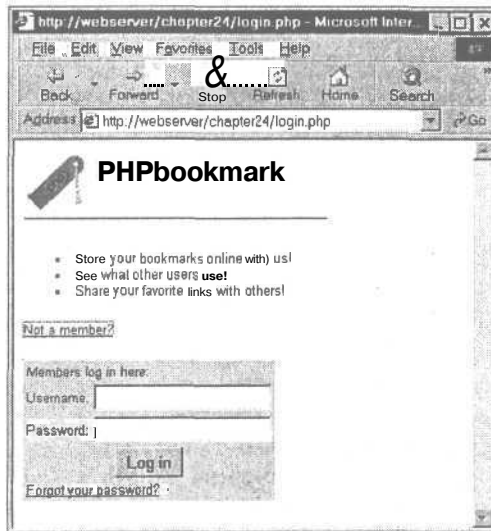 http://webserver/chapter24/login.php - Microsoft Inter...
File Edit View Favorites Tools Help
Back Forward Stop Refresh Home Search
Address http://webserver/chapter24/login.php Go
PHPbookmark
Store your bookmarks online with) us!
See what other users use!
Share your favorite links with others!
Not a member?
Members log in here:
Username:
Password:
Log in
Forgot your password?